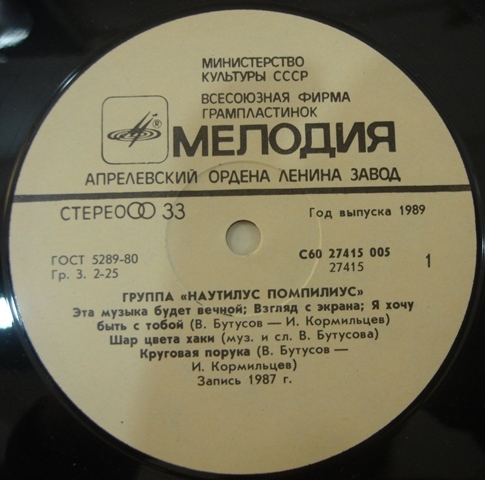 МИНИСТЕРСТВО
КУЛЬТУРЫ СССР
ВСЕСОЮЗНАЯ ФИРМА
ГРАМПЛАСТИНОК
® МЕЛОДИЯ
АПРЕЛЕВСКИЙ ОРДЕНА ЛЕНИНА ЗАВОД
СТЕРЕО 33
Год выпуска 1989
ГОСТ 5289-80
Гр. 3. 2-25
С60 27415 005
27415
1
ГРУППА «НАУТИЛУС ПОМПИЛИУС»
Эта музыка будет вечной; Взгляд с экрана; Я хочу
быть с тобой (В. Бутусов — И. Кормильцев)
Шар цвета хаки (муз. и сл. В. Бутусова)
Круговая порука (В. Бутусов —
И. Кормильцев)
Запись 1987 г.